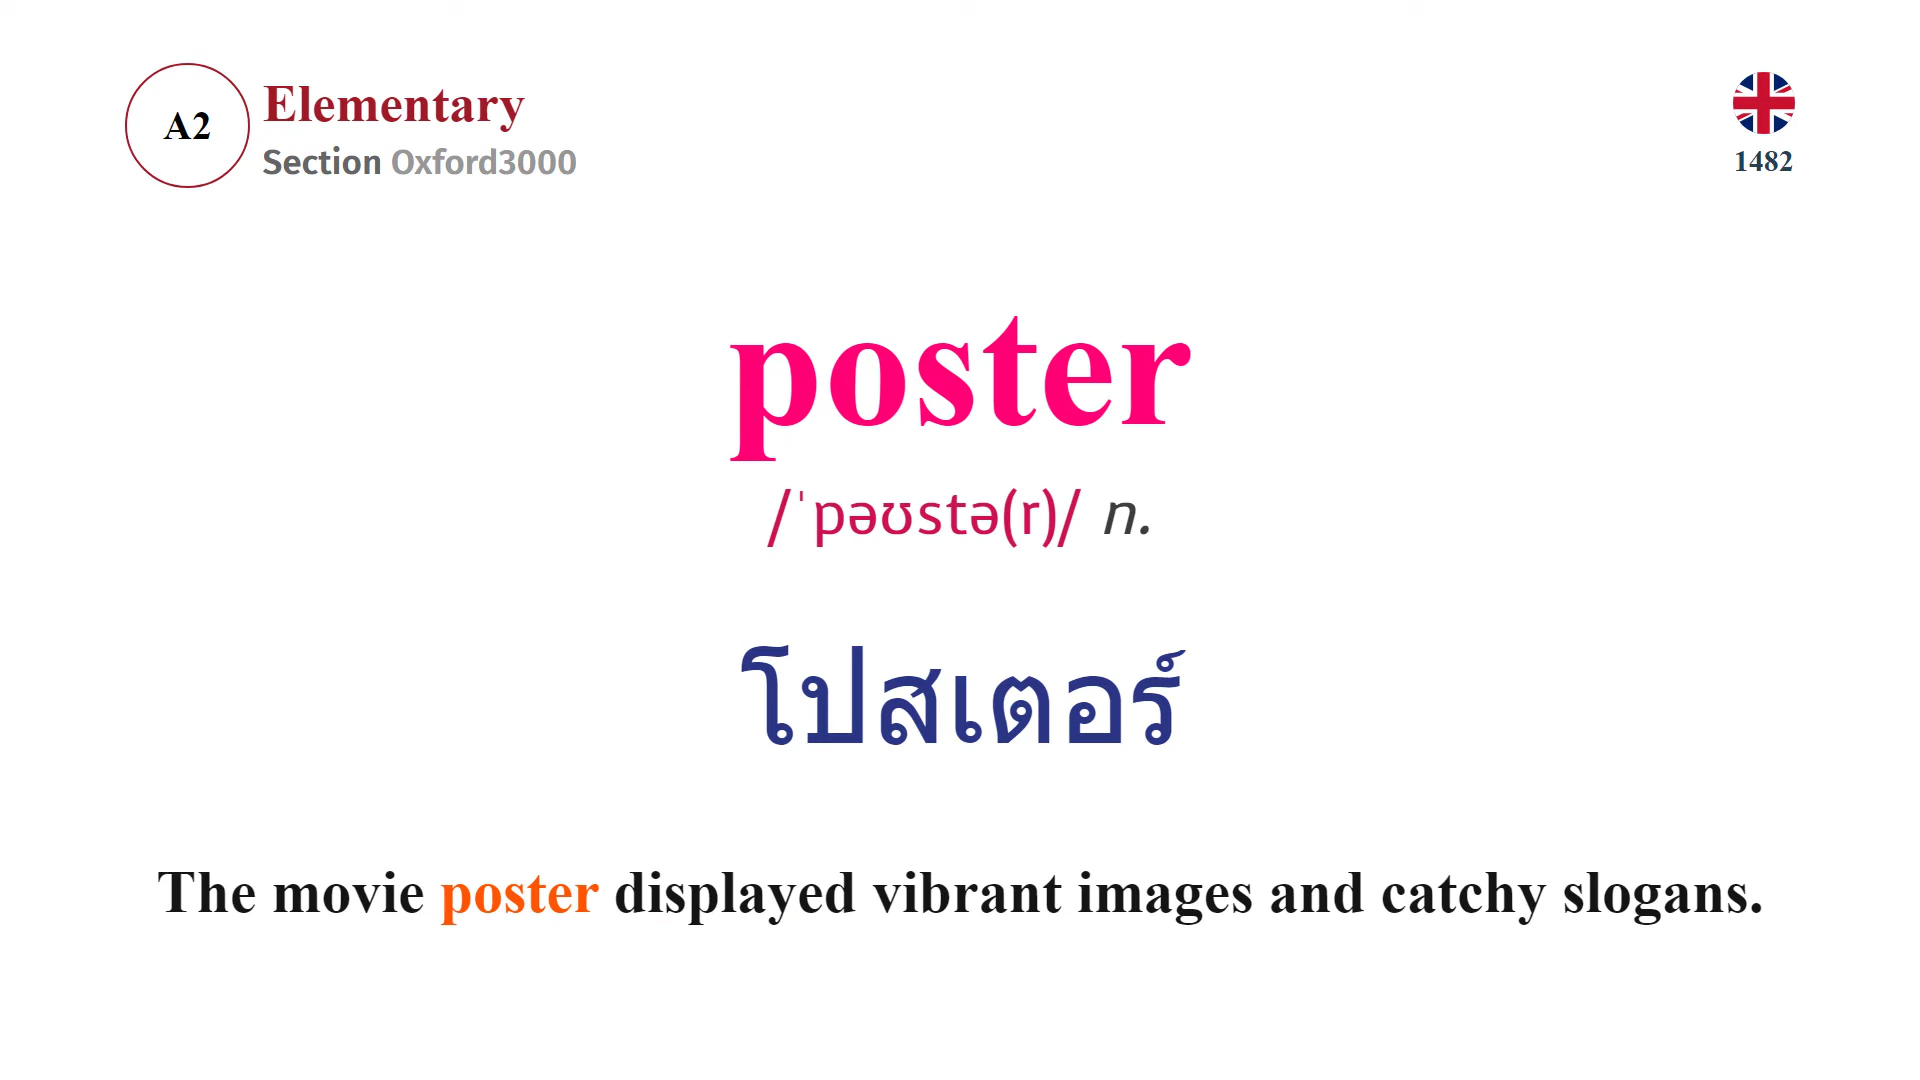 A2
Elementary
Section Oxford3000
1482
poster
/ˈpəʊstə(r)/ n.
โปสเตอร์
The movie poster displayed vibrant images and catchy slogans.